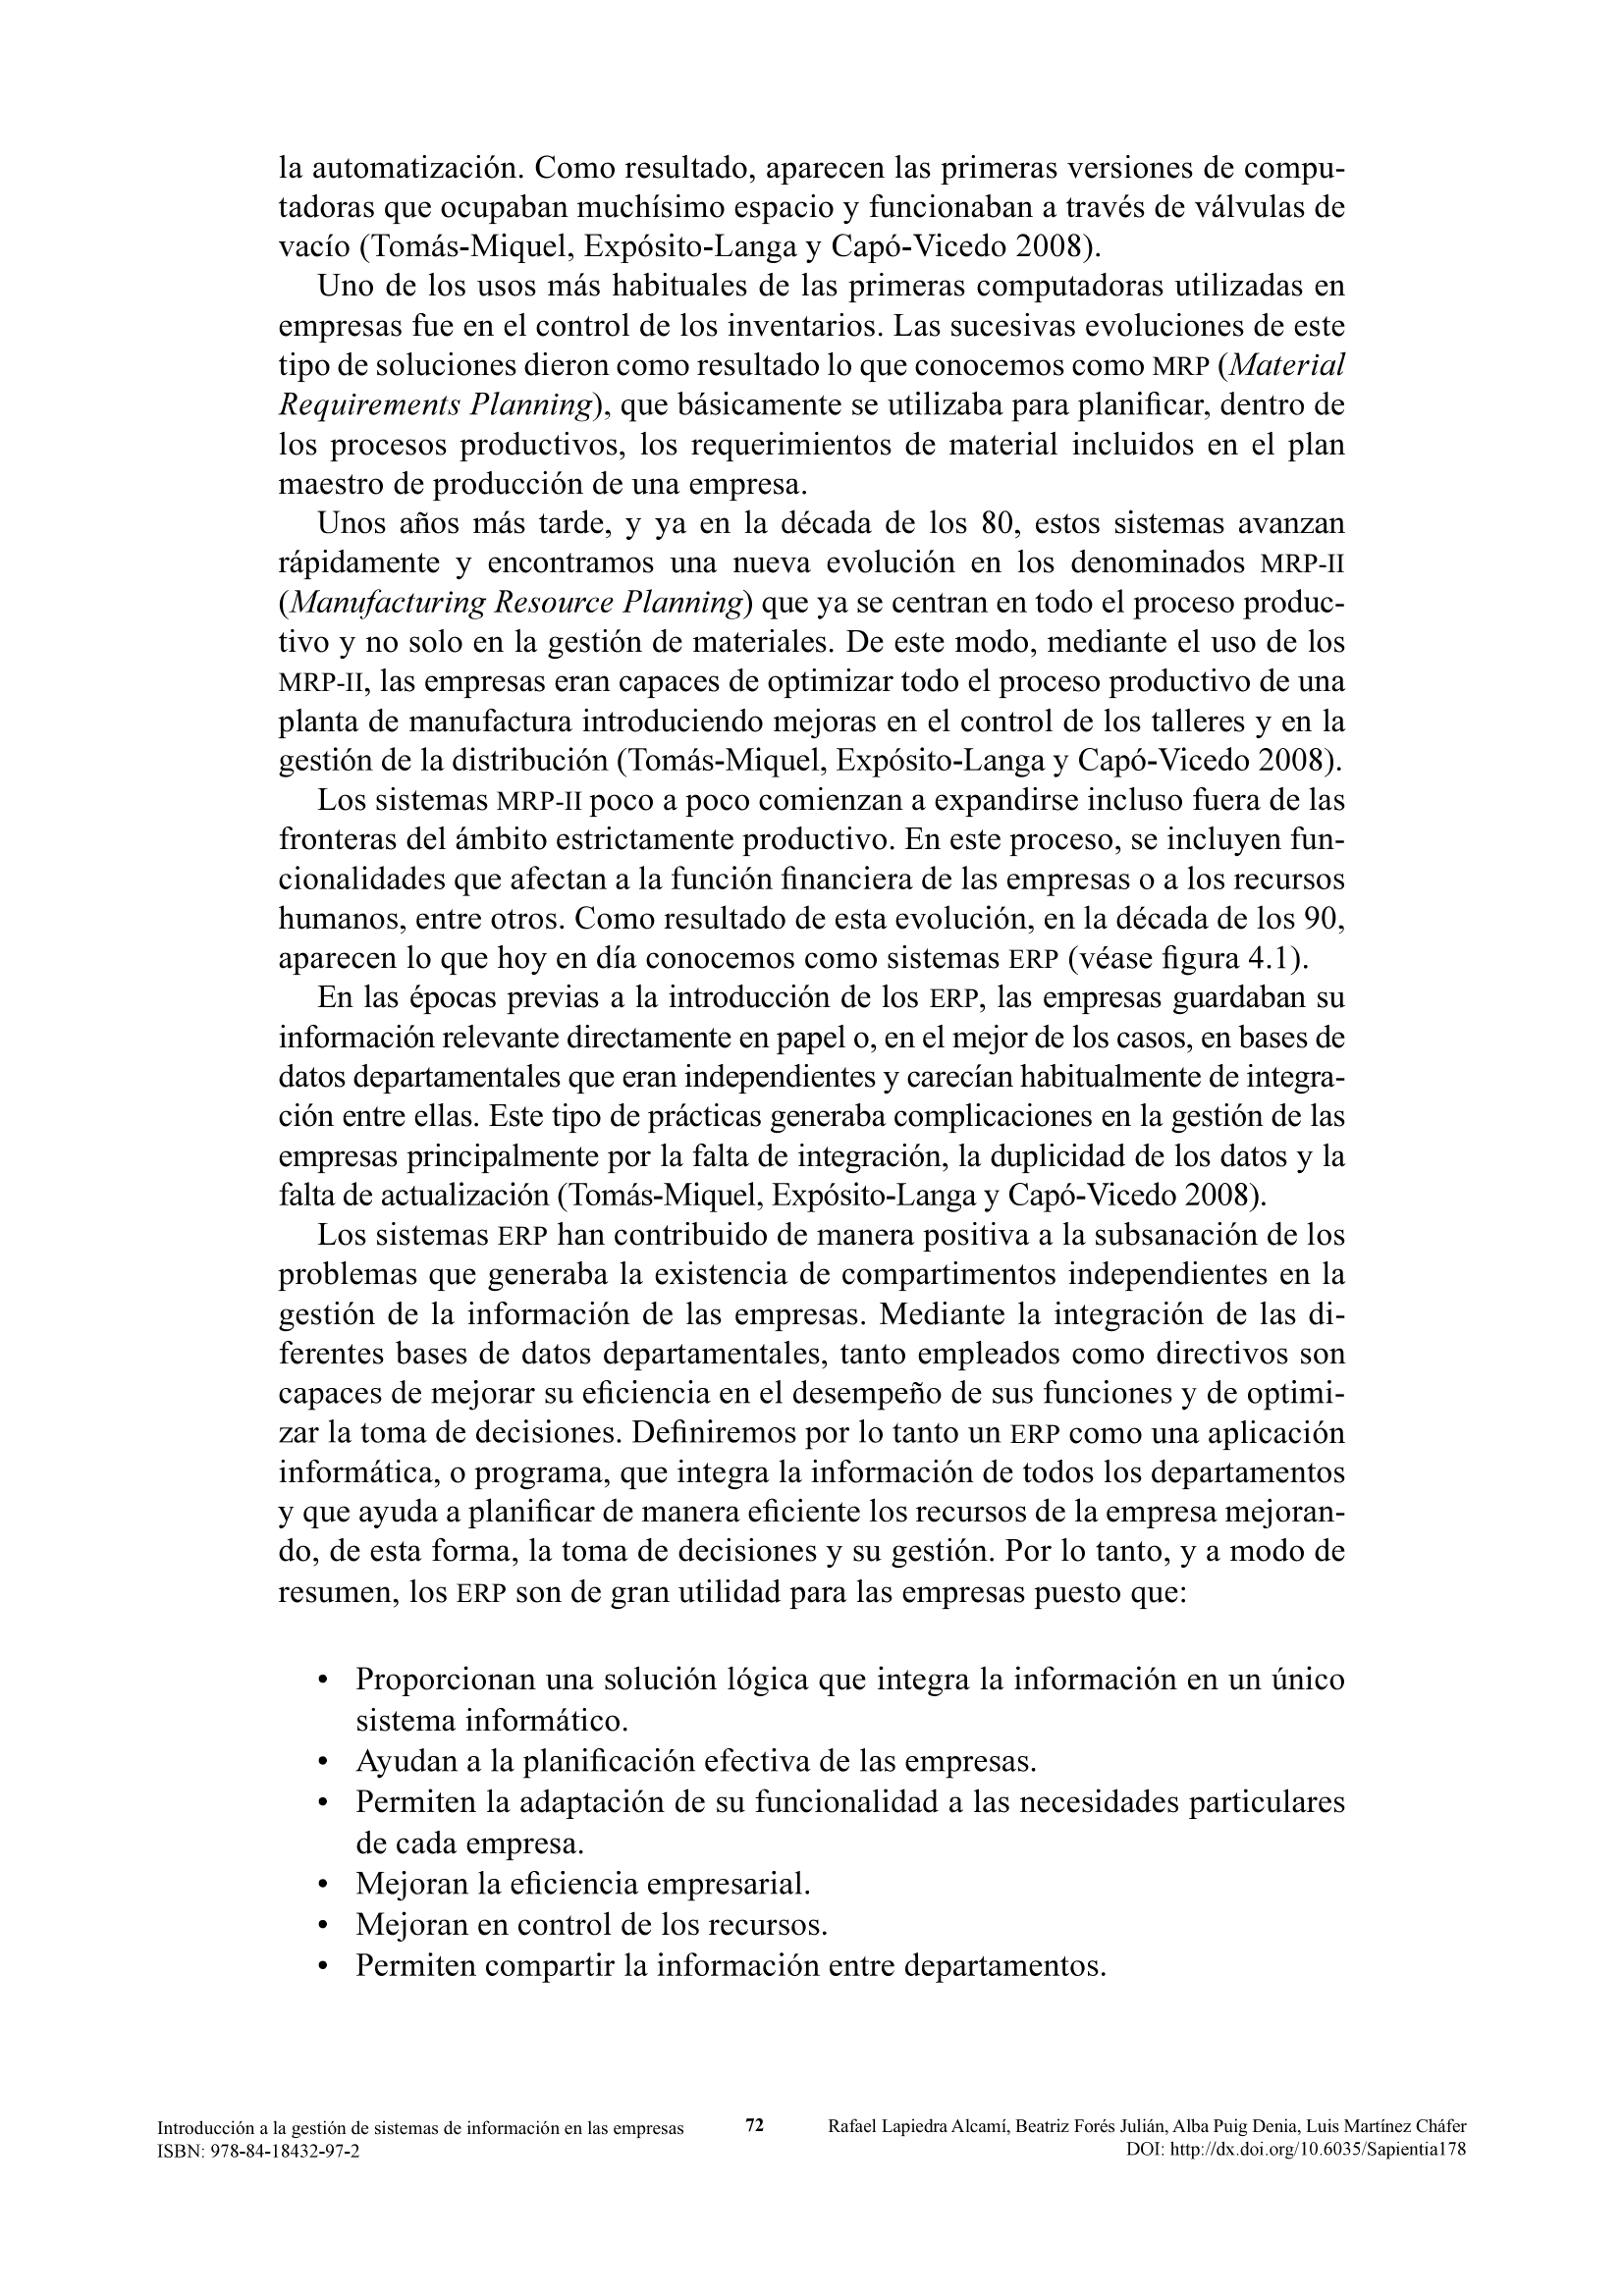 la automatización. Como resultado, aparecen las primeras versiones de compu-
tadoras que ocupaban muchísimo espacio y funcionaban a través de válvulas de
vacío (Tomás-Miquel, Expósito-Langa y Capó-Vicedo 2008).
Uno de los usos más habituales de las primeras computadoras utilizadas en
empresas fue en el control de los inventarios. Las sucesivas evoluciones de este
tipo de soluciones dieron como resultado lo que conocemos como MRP (Material
Requirements Planning), que básicamente se utilizaba para planificar, dentro de
los procesos productivos, los requerimientos de material incluidos en el plan
maestro de producción de una empresa.
Unos años más tarde, y ya en la década de los 80, estos sistemas avanzan
rápidamente y encontramos una nueva evolución en los denominados MRP-II
(Manufacturing Resource Planning) que ya se centran en todo el proceso produc-
tivo y no solo en la gestión de materiales. De este modo, mediante el uso de los
MRP-II, las empresas eran capaces de optimizar todo el proceso productivo de una
planta de manufactura introduciendo mejoras en el control de los talleres y en la
gestión de la distribución (Tomás-Miquel, Expósito-Langa y Capó-Vicedo 2008).
Los sistemas MRP-II poco a poco comienzan a expandirse incluso fuera de las
fronteras del ámbito estrictamente productivo. En este proceso, se incluyen fun-
cionalidades que afectan a la función financiera de las empresas o a los recursos
humanos, entre otros. Como resultado de esta evolución, en la década de los 90,
aparecen lo que hoy en día conocemos como sistemas ERP (véase figura 4.1).
En las épocas previas a la introducción de los ERP, las empresas guardaban su
información relevante directamente en papel o, en el mejor de los casos, en bases de
datos departamentales que eran independientes y carecían habitualmente de integra-
ción entre ellas. Este tipo de prácticas generaba complicaciones en la gestión de las
empresas principalmente por la falta de integración, la duplicidad de los datos y la
falta de actualización (Tomás-Miquel, Expósito-Langa y Capó-Vicedo 2008).
Los sistemas ERP han contribuido de manera positiva a la subsanación de los
problemas que generaba la existencia de compartimentos independientes en la
gestión de la información de las empresas. Mediante la integración de las di-
ferentes bases de datos departamentales, tanto empleados como directivos son
capaces de mejorar su eficiencia en el desempeño de sus funciones y de optimi-
zar la toma de decisiones. Definiremos por lo tanto un ERP como una aplicación
informática, o programa, que integra la información de todos los departamentos
y que ayuda a planificar de manera eficiente los recursos de la empresa mejoran-
do, de esta forma, la toma de decisiones y su gestión. Por lo tanto, y a modo de
resumen, los ERP son de gran utilidad para las empresas puesto que:
• Proporcionan una solución lógica que integra la información en un único
sistema informático.
• Ayudan a la planificación efectiva de las empresas.
• Permiten la adaptación de su funcionalidad a las necesidades particulares
de cada empresa.
• Mejoran la eficiencia empresarial.
• Mejoran en control de los recursos.
• Permiten compartir la información entre departamentos.
Introducción a la gestión de sistemas de información en las empresas
ISBN: 978-84-18432-97-2
72
Rafael Lapiedra Alcamí, Beatriz Forés Julián, Alba Puig Denia, Luis Martínez Cháfer
DOI: http://dx.doi.org/10.6035/Sapientia178